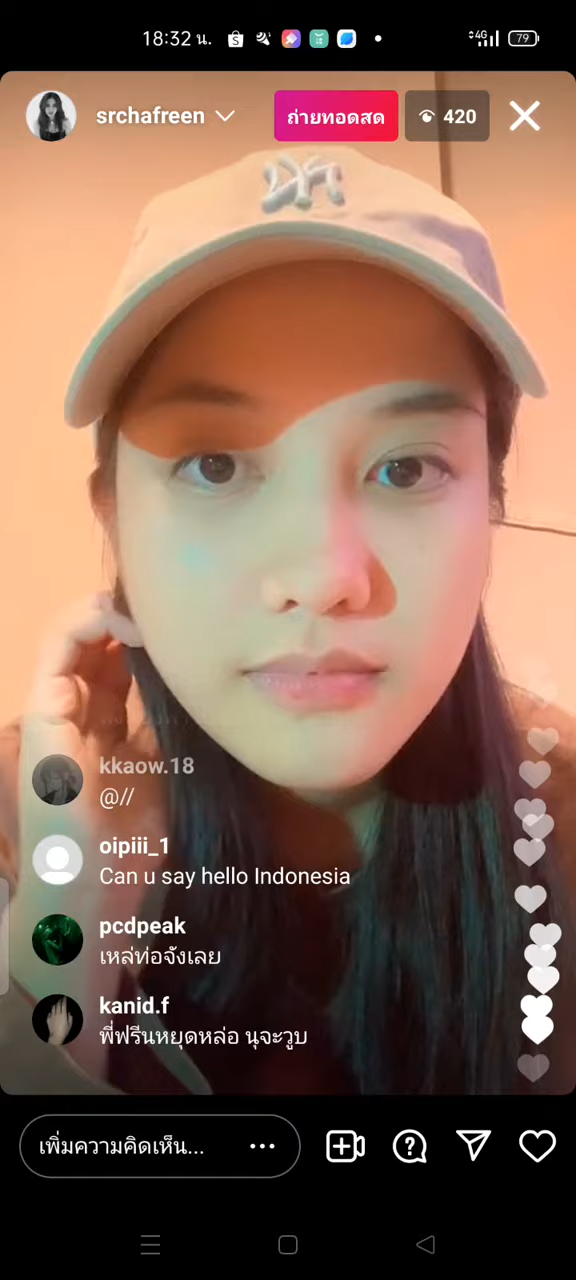 18:32 น.
4G
79
srchafreen
ถ่ายทอดสด
420
kkaow.18
@//
oipiii_1
Can u say hello Indonesia
pcdpeak
เหล่ท่อจังเลย
kanid.f
พี่ฟรีนหยุดหล่อ นุจะวูบ
เพิ่มความคิดเห็น...